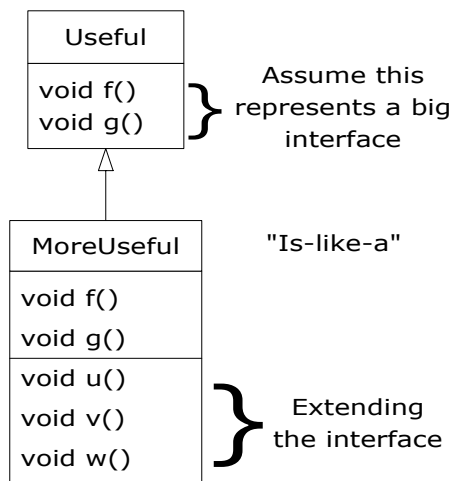 Useful
void f()
void g()
Assume this
represents a big
interface
MoreUseful
"Is-like-a"
void f()
void g()
void u()
void v()
void w()
Extending
the interface